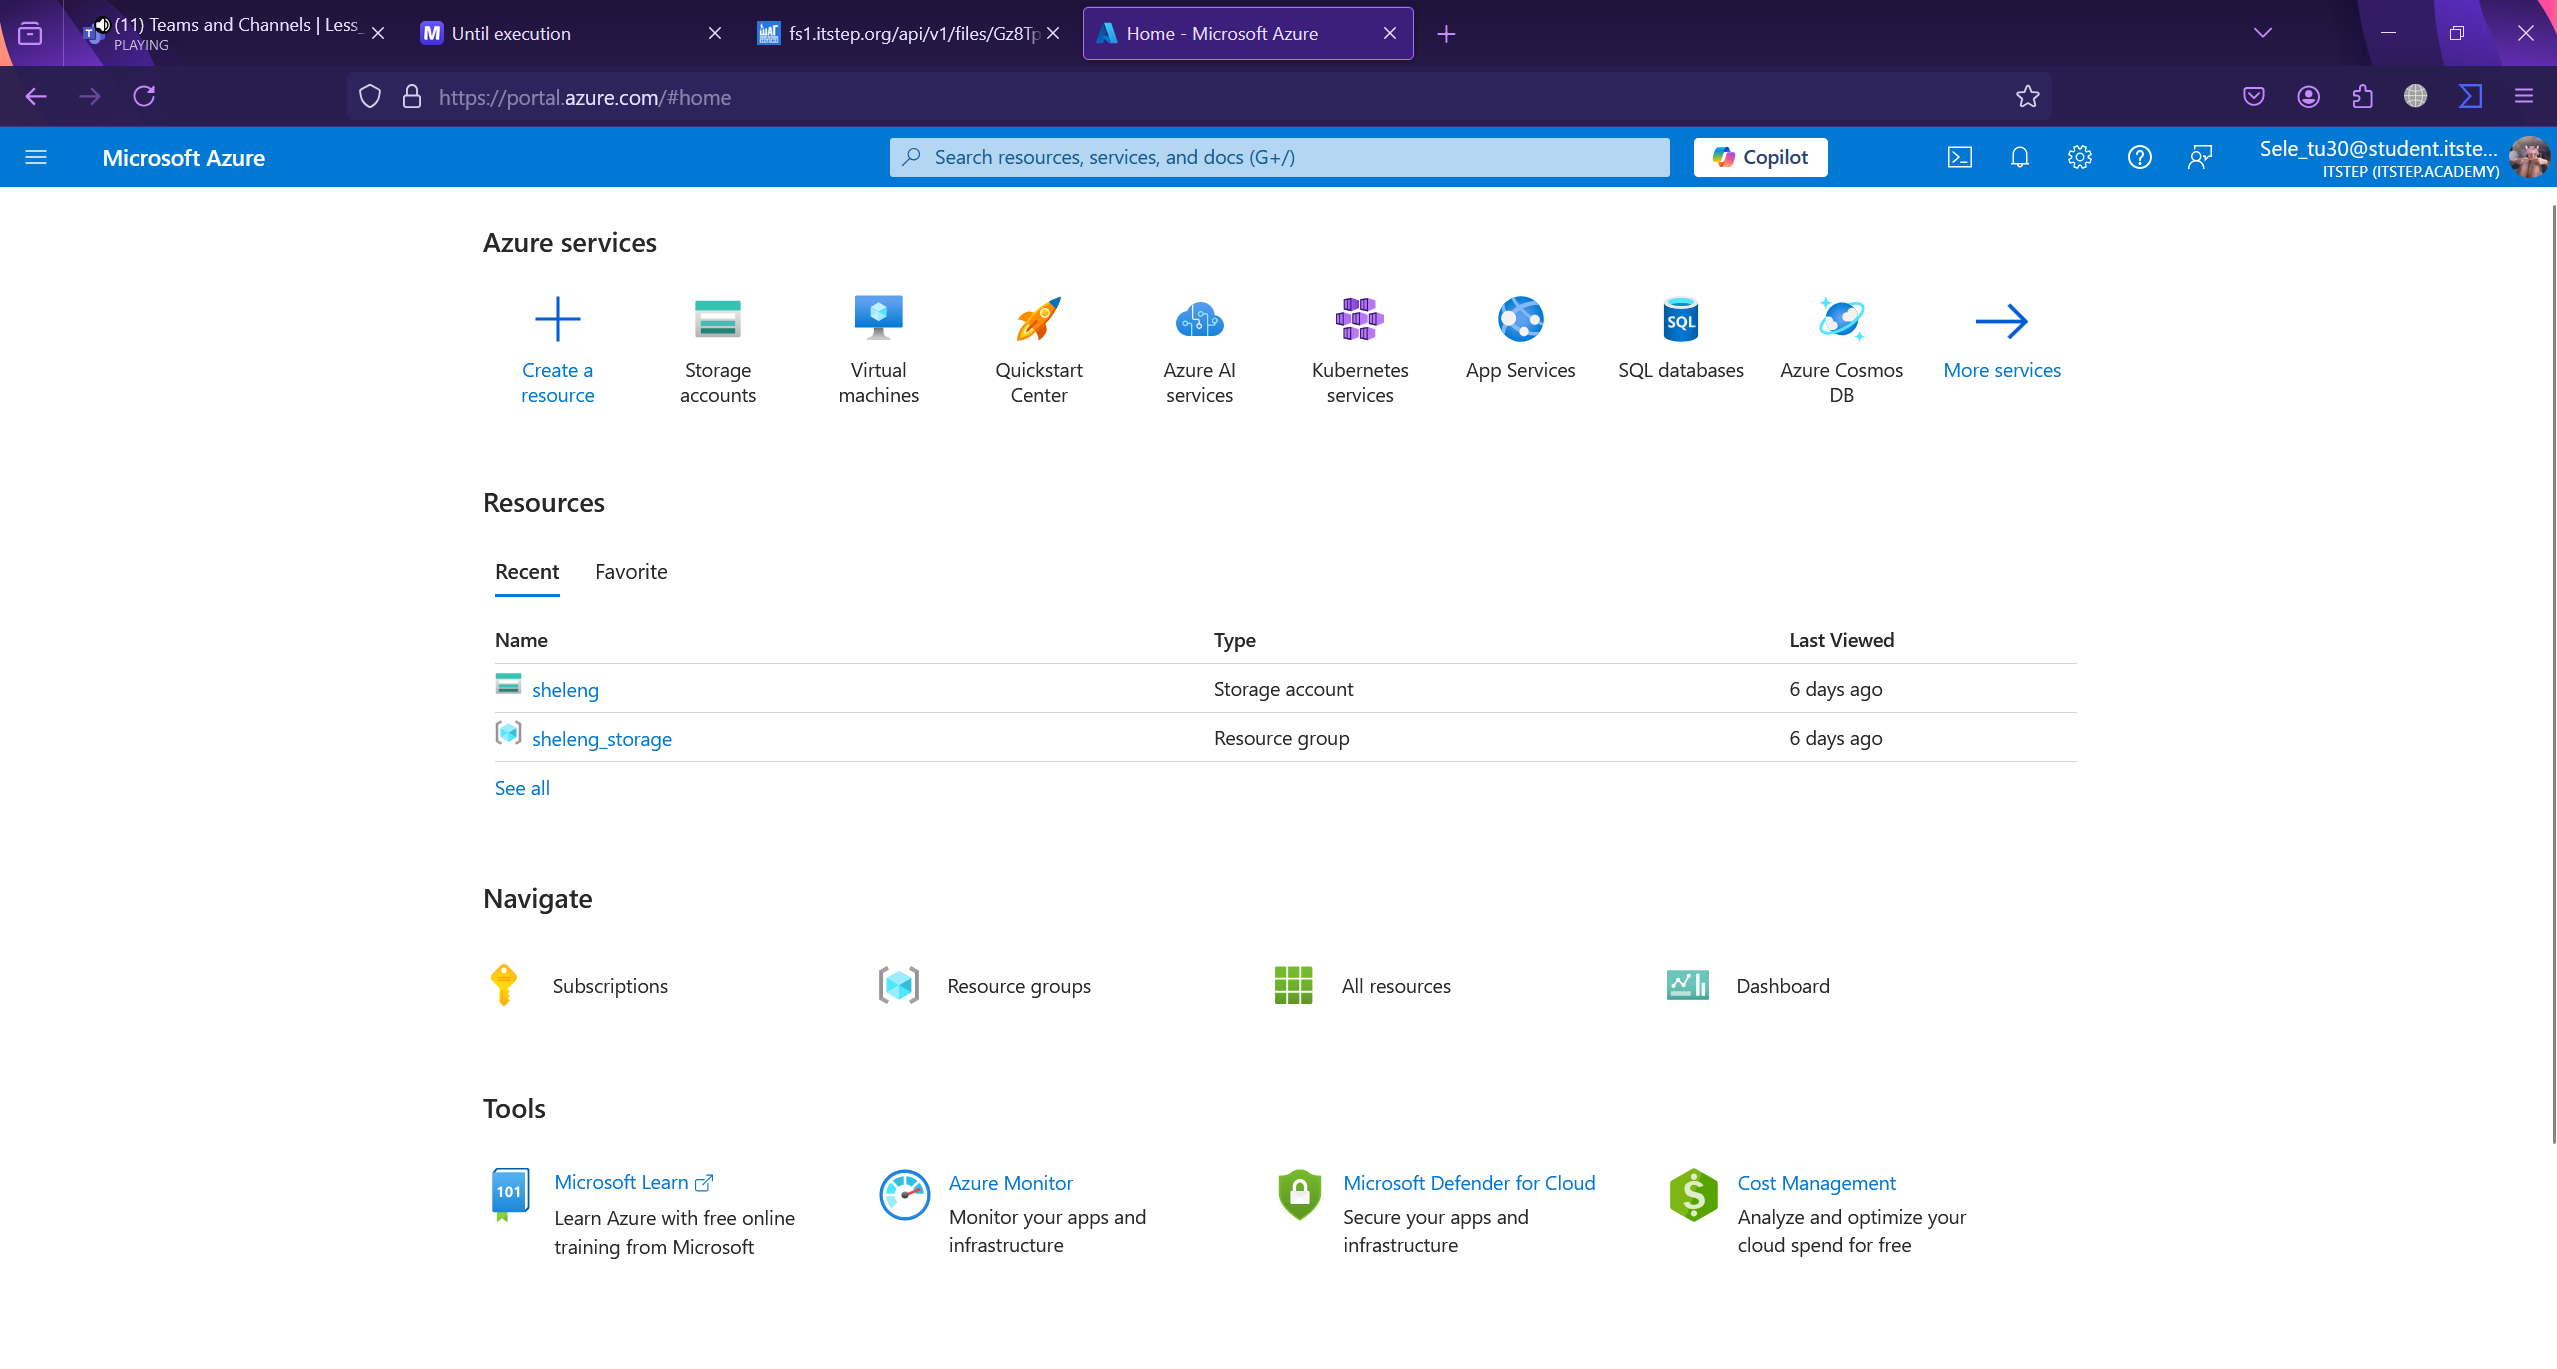 (11) Teams and Channels | Less_
PLAYING
Until execution
fs1.itstep.org/api/v1/files/Gz8Tp
Home - Microsoft Azure
https://portal.azure.com/#home
Microsoft Azure
Search resources, services, and docs (G+/)
Copilot
Sele_tu30@student.itste...
ITSTEP (ITSTEP.ACADEMY)
Azure services
Create a resource
Storage accounts
Virtual machines
Quickstart Center
Azure AI services
Kubernetes services
App Services
SQL
SQL databases
Azure Cosmos DB
More services
Resources
Recent Favorite
Name Type Last Viewed
sheleng Storage account 6 days ago
sheleng_storage Resource group 6 days ago
See all
Navigate
Subscriptions Resource groups All resources Dashboard
Tools
101
Microsoft Learn
Learn Azure with free online
training from Microsoft
Azure Monitor
Monitor your apps and
infrastructure
Microsoft Defender for Cloud
Secure your apps and
infrastructure
Cost Management
Analyze and optimize your
cloud spend for free